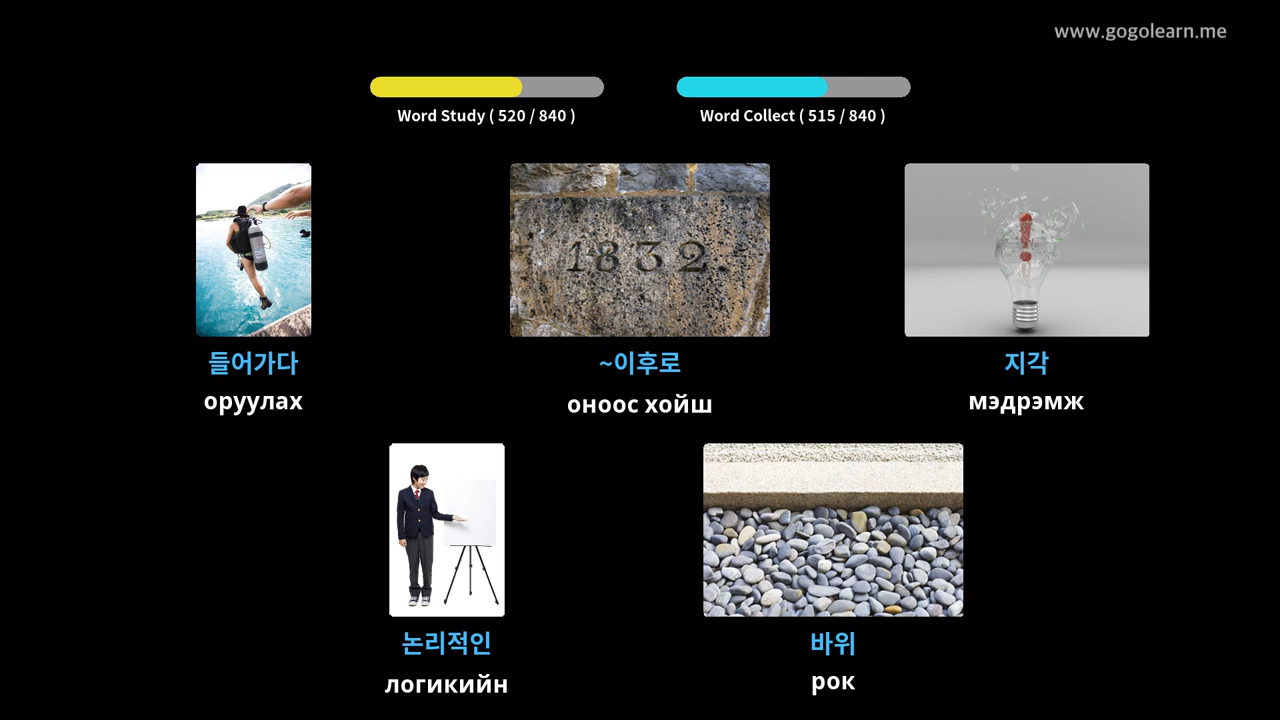 www.gogolearn.me
Word Study ( 520 / 840 )
Word Collect ( 515 / 840 )
1832.
들어가다
оруулах
~이후로
оноос хойш
지각
мэдрэмж
논리적인
логикийн
바위
рок